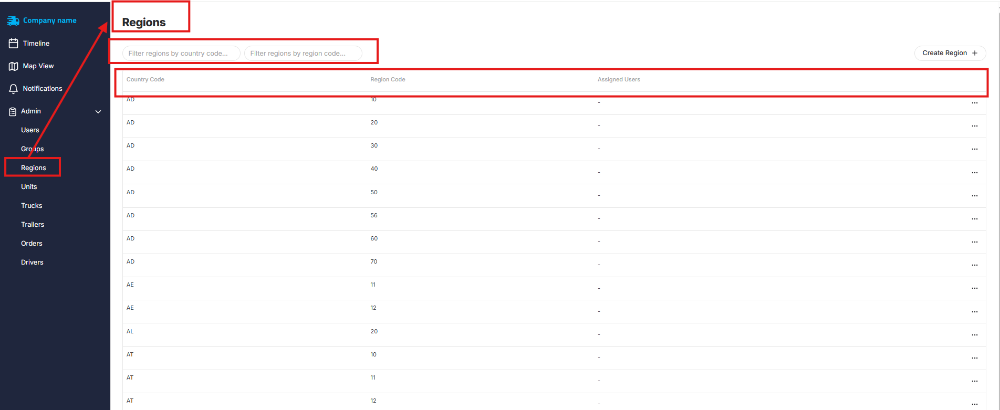 Company name
Timeline
Map View
Notifications
Admin
Users
Groups
Regions
Units
Trucks
Trailers
Orders
Drivers
Regions
Filter regions by country code... Filter regions by region code... Create Region +
Country Code Region Code Assigned Users
AD 10 - ...
AD 20 - ...
AD 30 - ...
AD 40 - ...
AD 50 - ...
AD 56 - ...
AD 60 - ...
AD 70 - ...
AE 11 - ...
AE 12 - ...
AL 20 - ...
AT 10 - ...
AT 11 - ...
AT 12 - ...